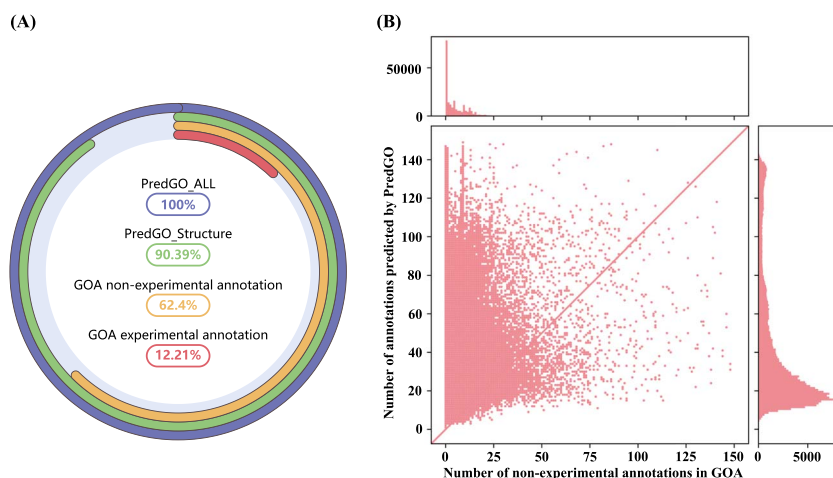 (A)
PredGO_ALL
100%
PredGO_Structure
90.39%
GOA non-experimental annotation
62.4%
GOA experimental annotation
12.21%
(B)
50000
0
Number of annotations predicted by PredGO
140
120
100
80
60
40
20
0
0
25
50
75
100
125
150
Number of non-experimental annotations in GOA
0
5000